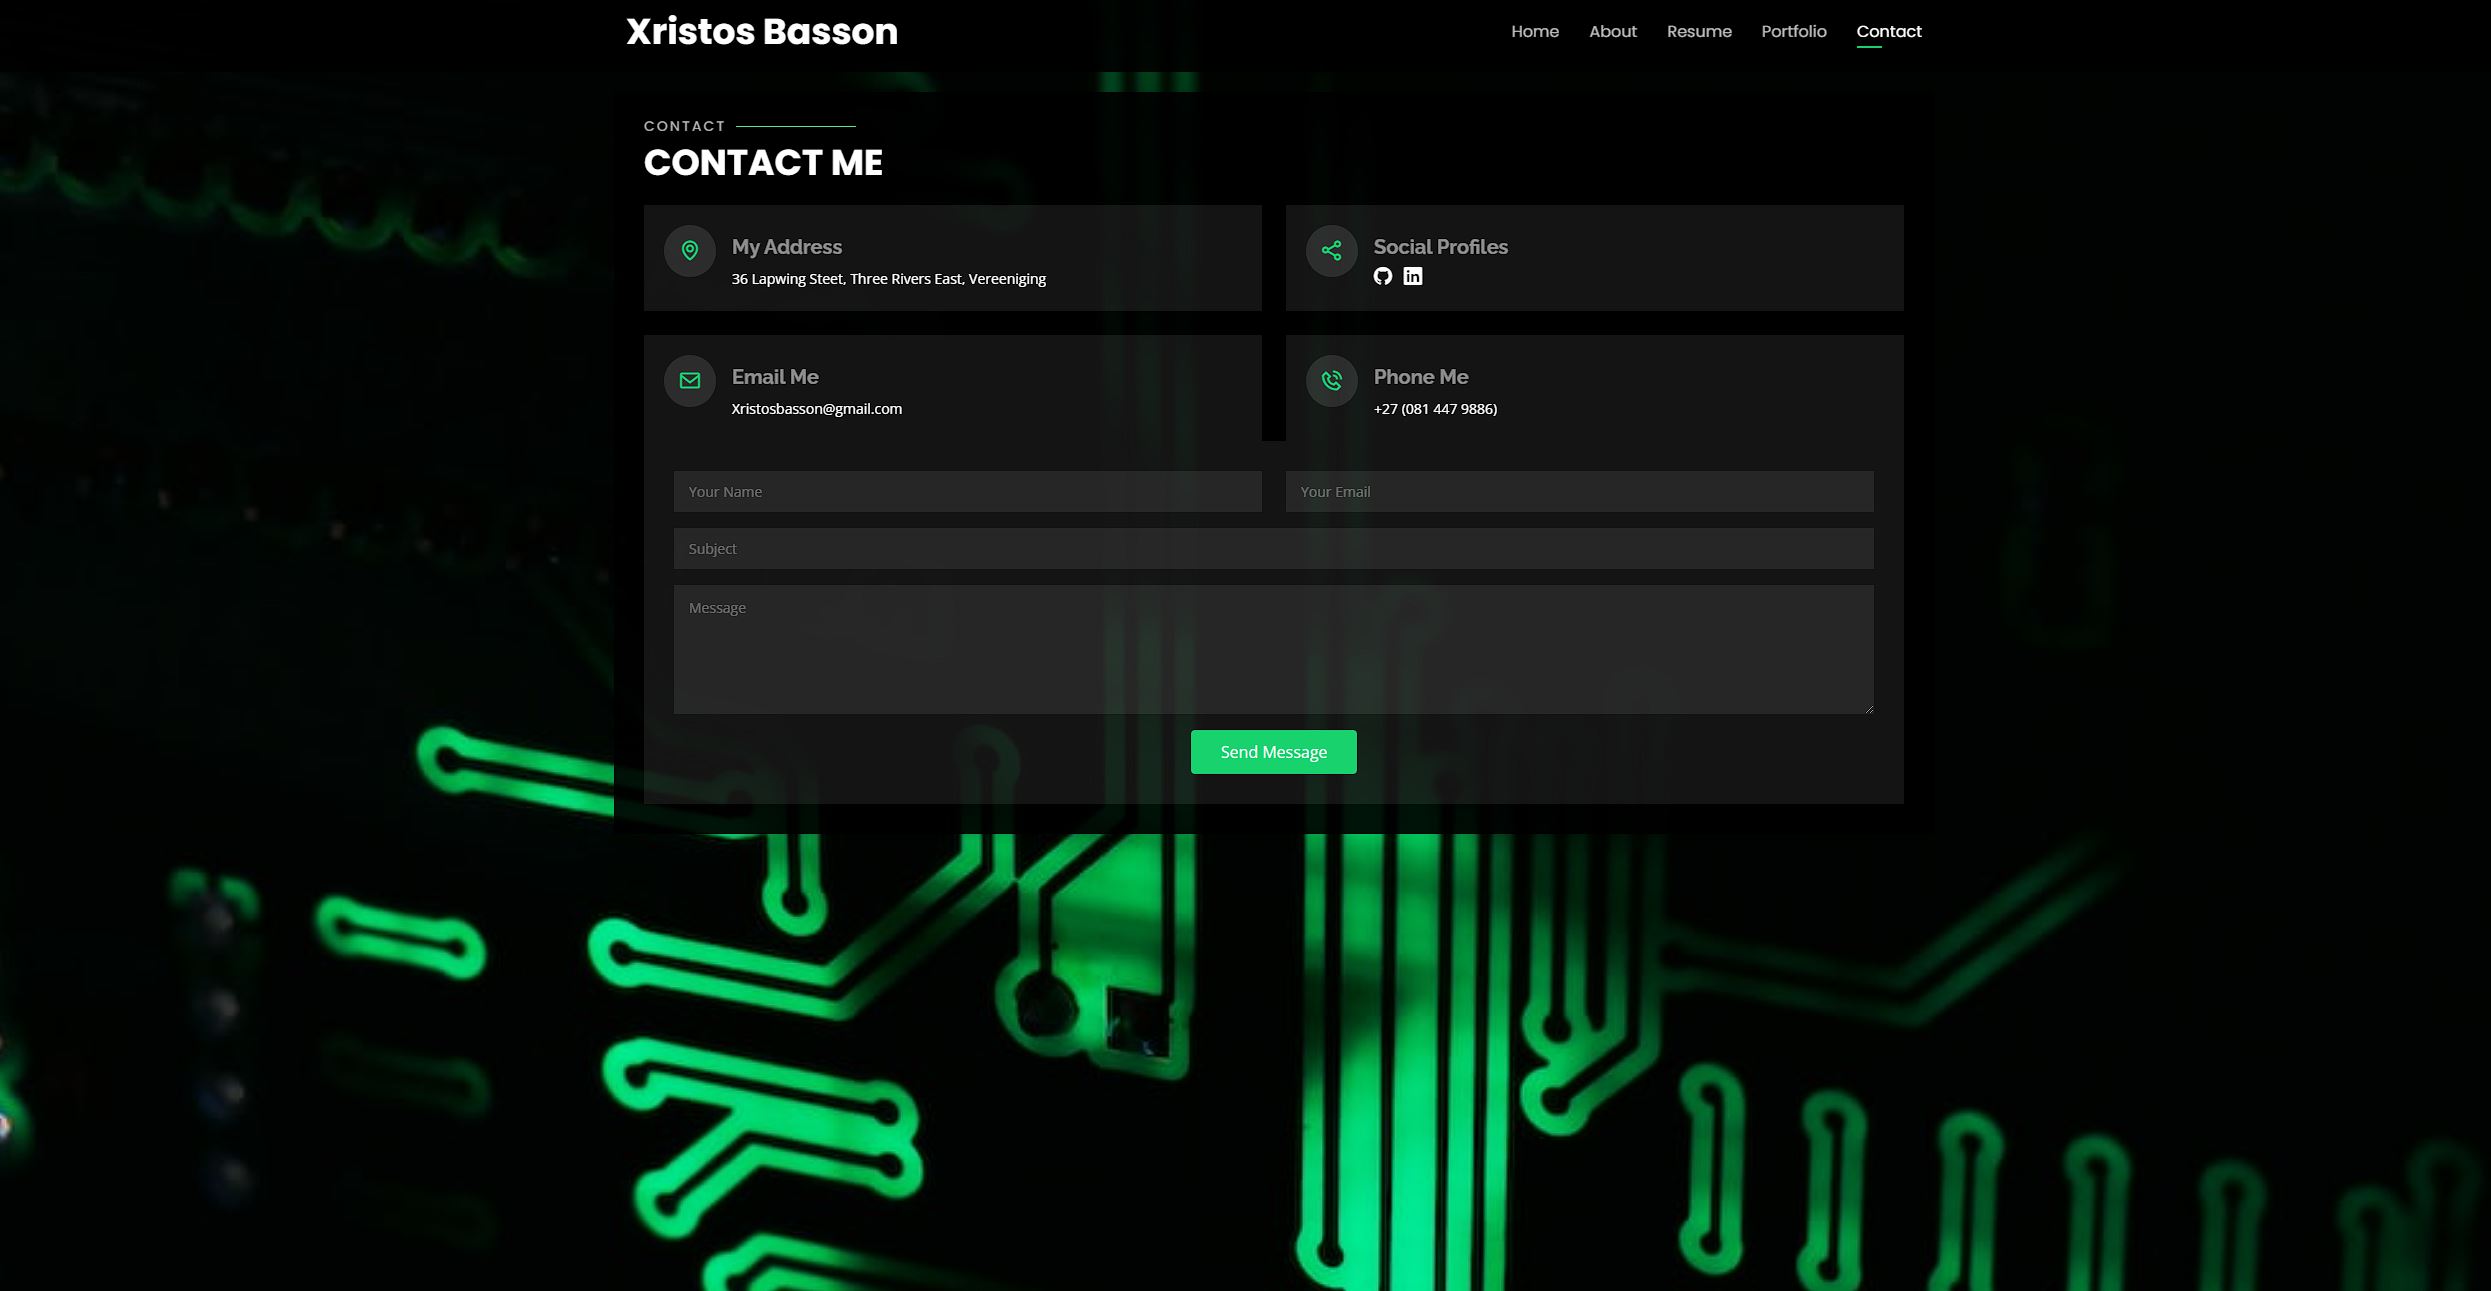 Xristos Basson
Home About Resume Portfolio Contact
CONTACT
CONTACT ME
My Address
36 Lapwing Steet, Three Rivers East, Vereeniging
Social Profiles
in
Email Me
Xristosbasson@gmail.com
Phone Me
+27 (081 447 9886)
Your Name
Your Email
Subject
Message
Send Message